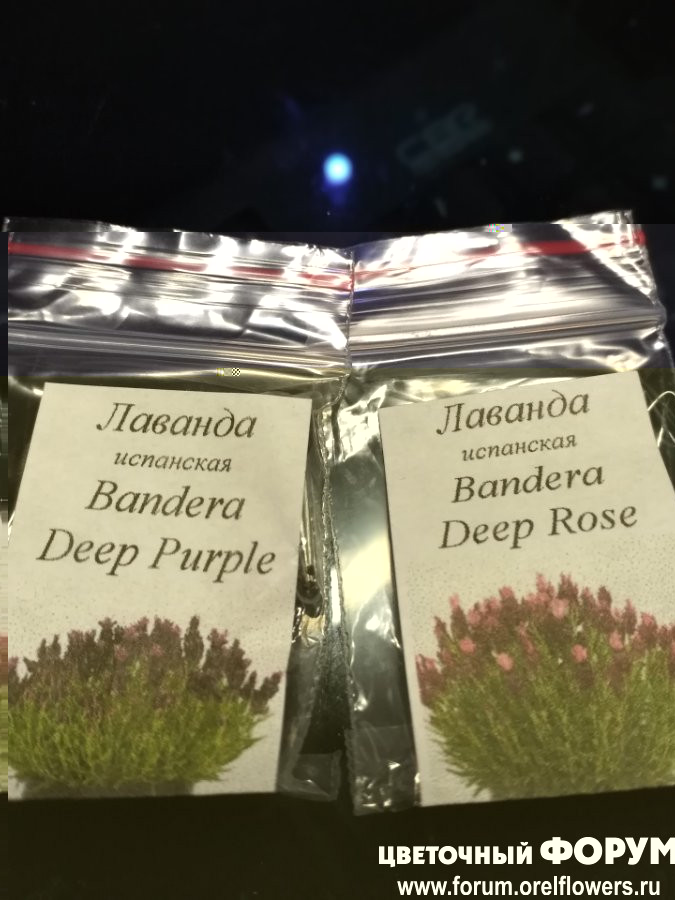 Лаванда
испанская
Bandera
Deep Purple
Лаванда
испанская
Bandera
Deep Rose
ЦВЕТОЧНЫЙ ФОРУМ
www.forum.orelflowers.ru